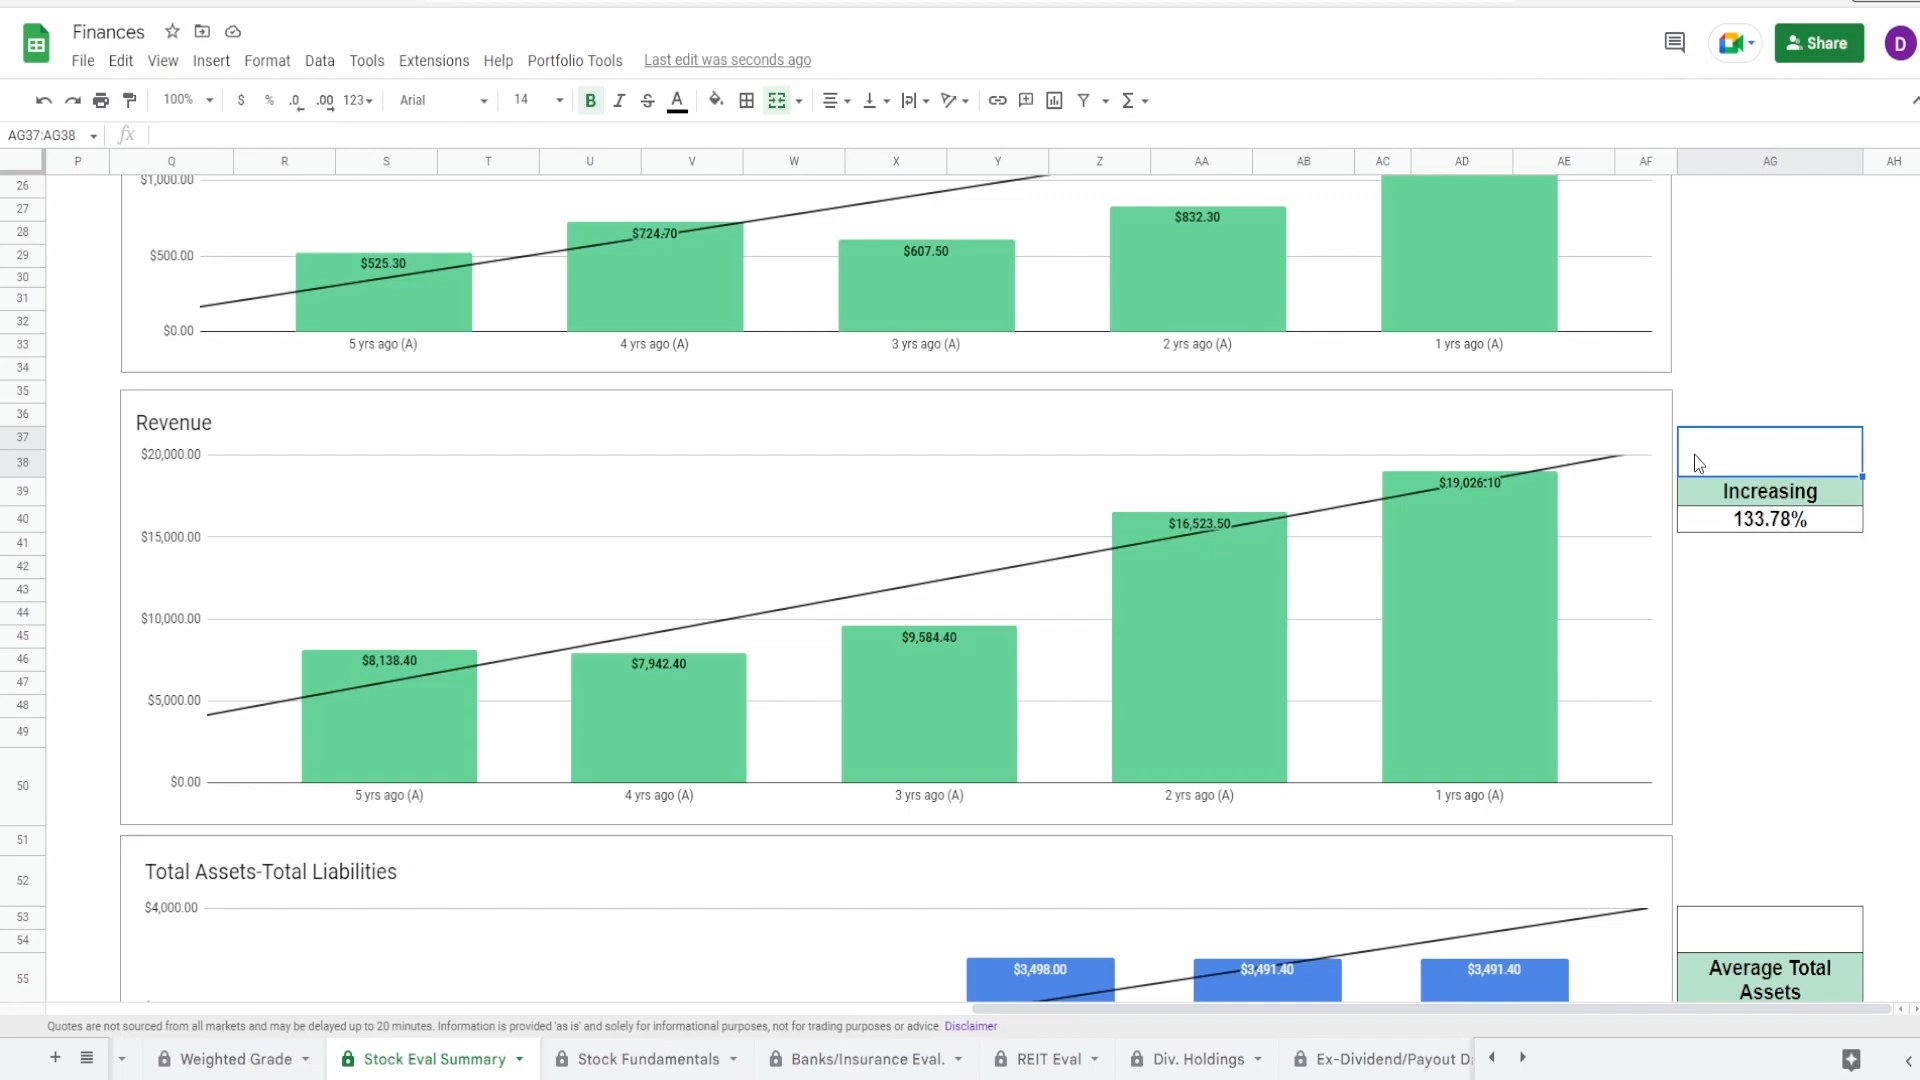 Finances
File Edit View Insert Format Data Tools Extensions Help Portfolio Tools Last edit was seconds ago
Share
D
100% $ % .0 .00 123 Arial 14 B I S A
AG37:AG38 fx
P Q R S T U V W X Y Z AA AB AC AD AE AF AG AH
26
27
28
29
30
31
32
33
34
35
36
37
38
39
40
41
42
43
44
45
46
47
48
49
50
51
52
53
54
55
$1,000.00
$500.00
$0.00
$525.30
$724.70
$607.50
$832.30
5 yrs ago (A) 4 yrs ago (A) 3 yrs ago (A) 2 yrs ago (A) 1 yrs ago (A)
Revenue
$20,000.00
$15,000.00
$10,000.00
$5,000.00
$0.00
$8,138.40
$7,942.40
$9,584.40
$16,523.50
$19,026.10
5 yrs ago (A) 4 yrs ago (A) 3 yrs ago (A) 2 yrs ago (A) 1 yrs ago (A)
Increasing
133.78%
Total Assets-Total Liabilities
$4,000.00
$3,498.00 $3,491.40 $3,491.40
Average Total
Assets
Quotes are not sourced from all markets and may be delayed up to 20 minutes. Information is provided 'as is' and solely for informational purposes, not for trading purposes or advice. Disclaimer
Weighted Grade Stock Eval Summary Stock Fundamentals Banks/Insurance Eval. REIT Eval Div. Holdings Ex-Dividend/Payout D